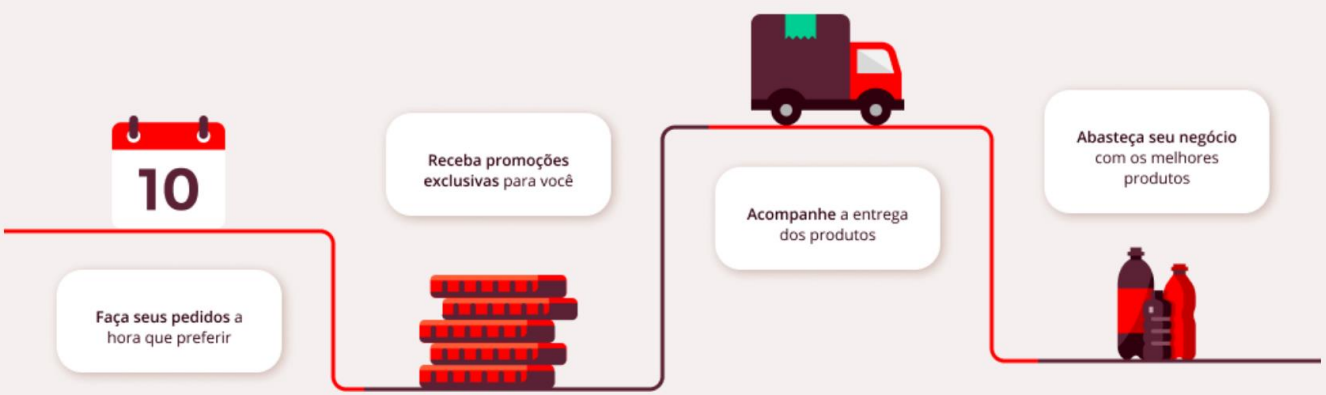 10
Faça seus pedidos a
hora que preferir
Receba promoções
exclusivas para você
Acompanhe a entrega
dos produtos
Abasteça seu negócio
com os melhores
produtos